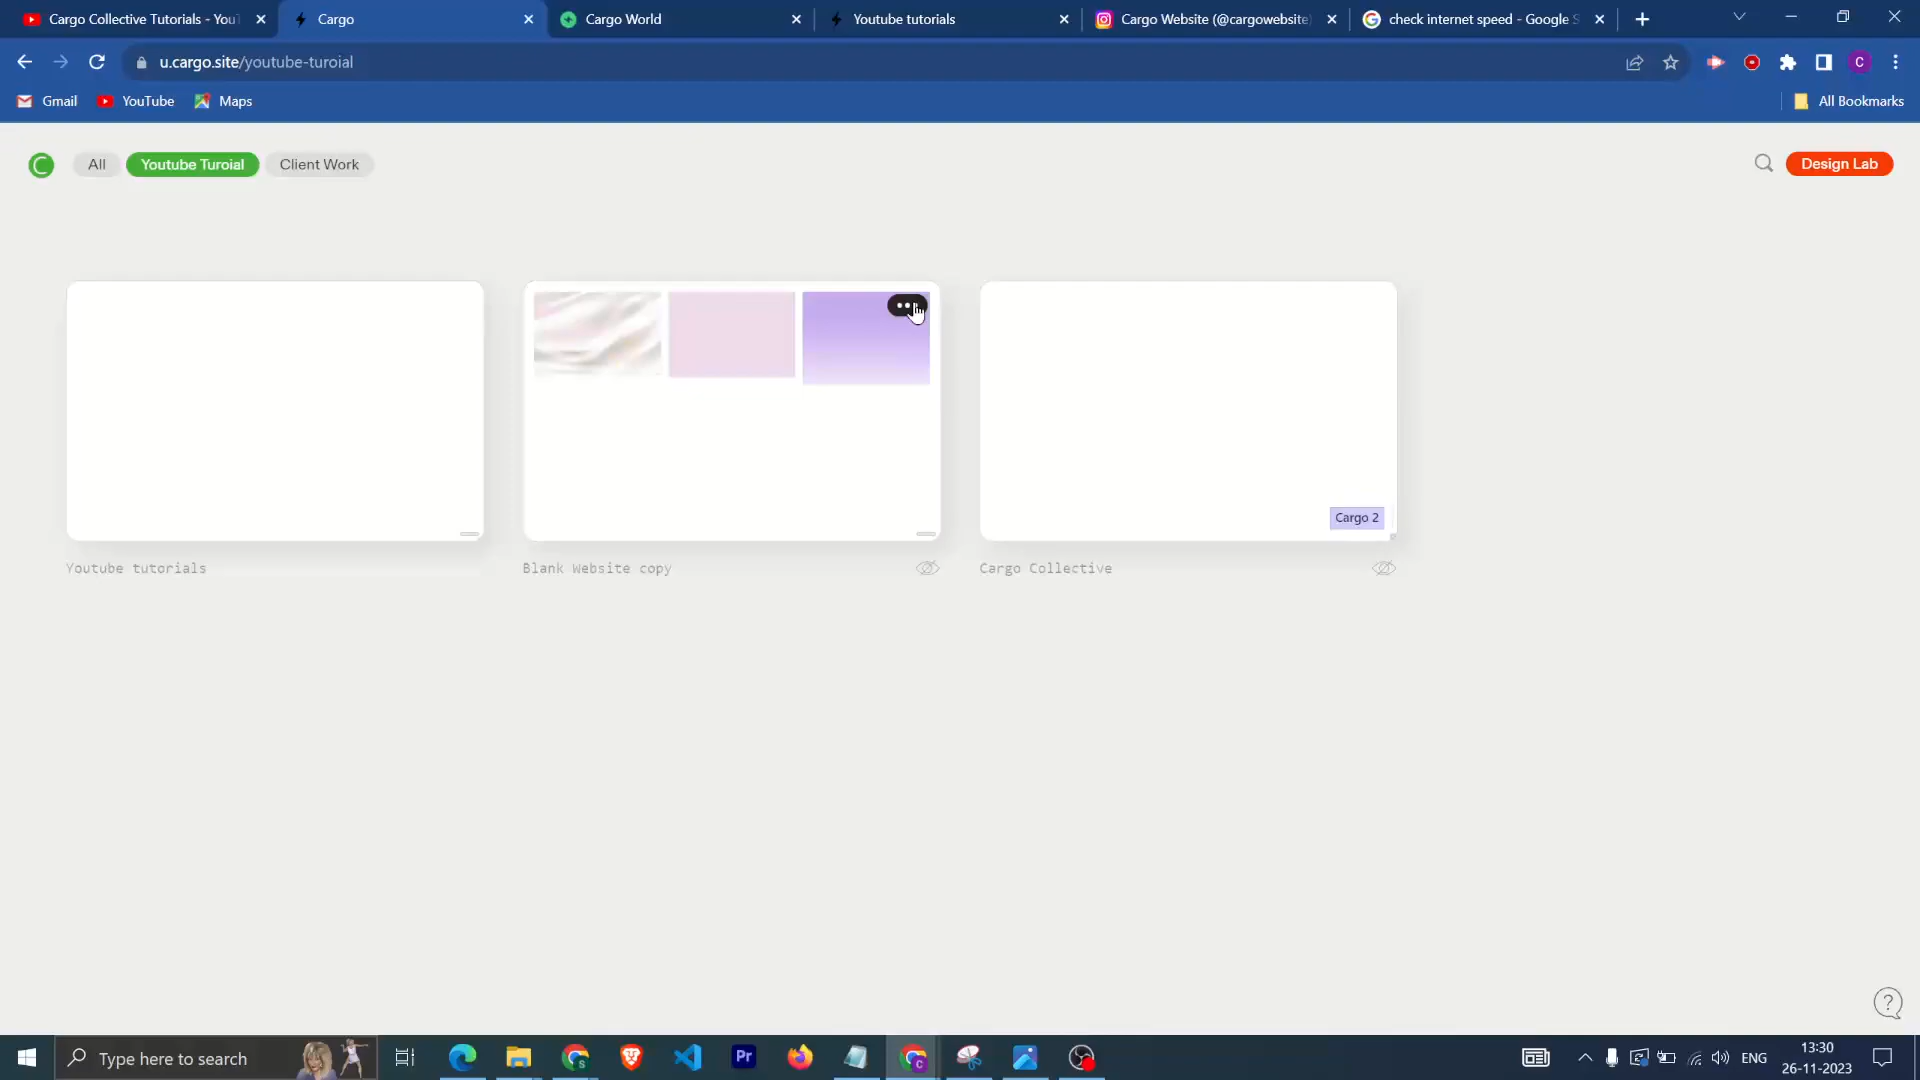 Cargo Collective Tutorials - You
Cargo
Cargo World
Youtube tutorials
Cargo Website (@cargowebsite)
check internet speed - Google S
u.cargo.site/youtube-turoial
C
Gmail
YouTube
Maps
All Bookmarks
C
All
Youtube Turoial
Client Work
Design Lab
Cargo 2
Youtube tutorials
Blank Website copy
Cargo Collective
?
Type here to search
Pr
ENG
13:30
26-11-2023